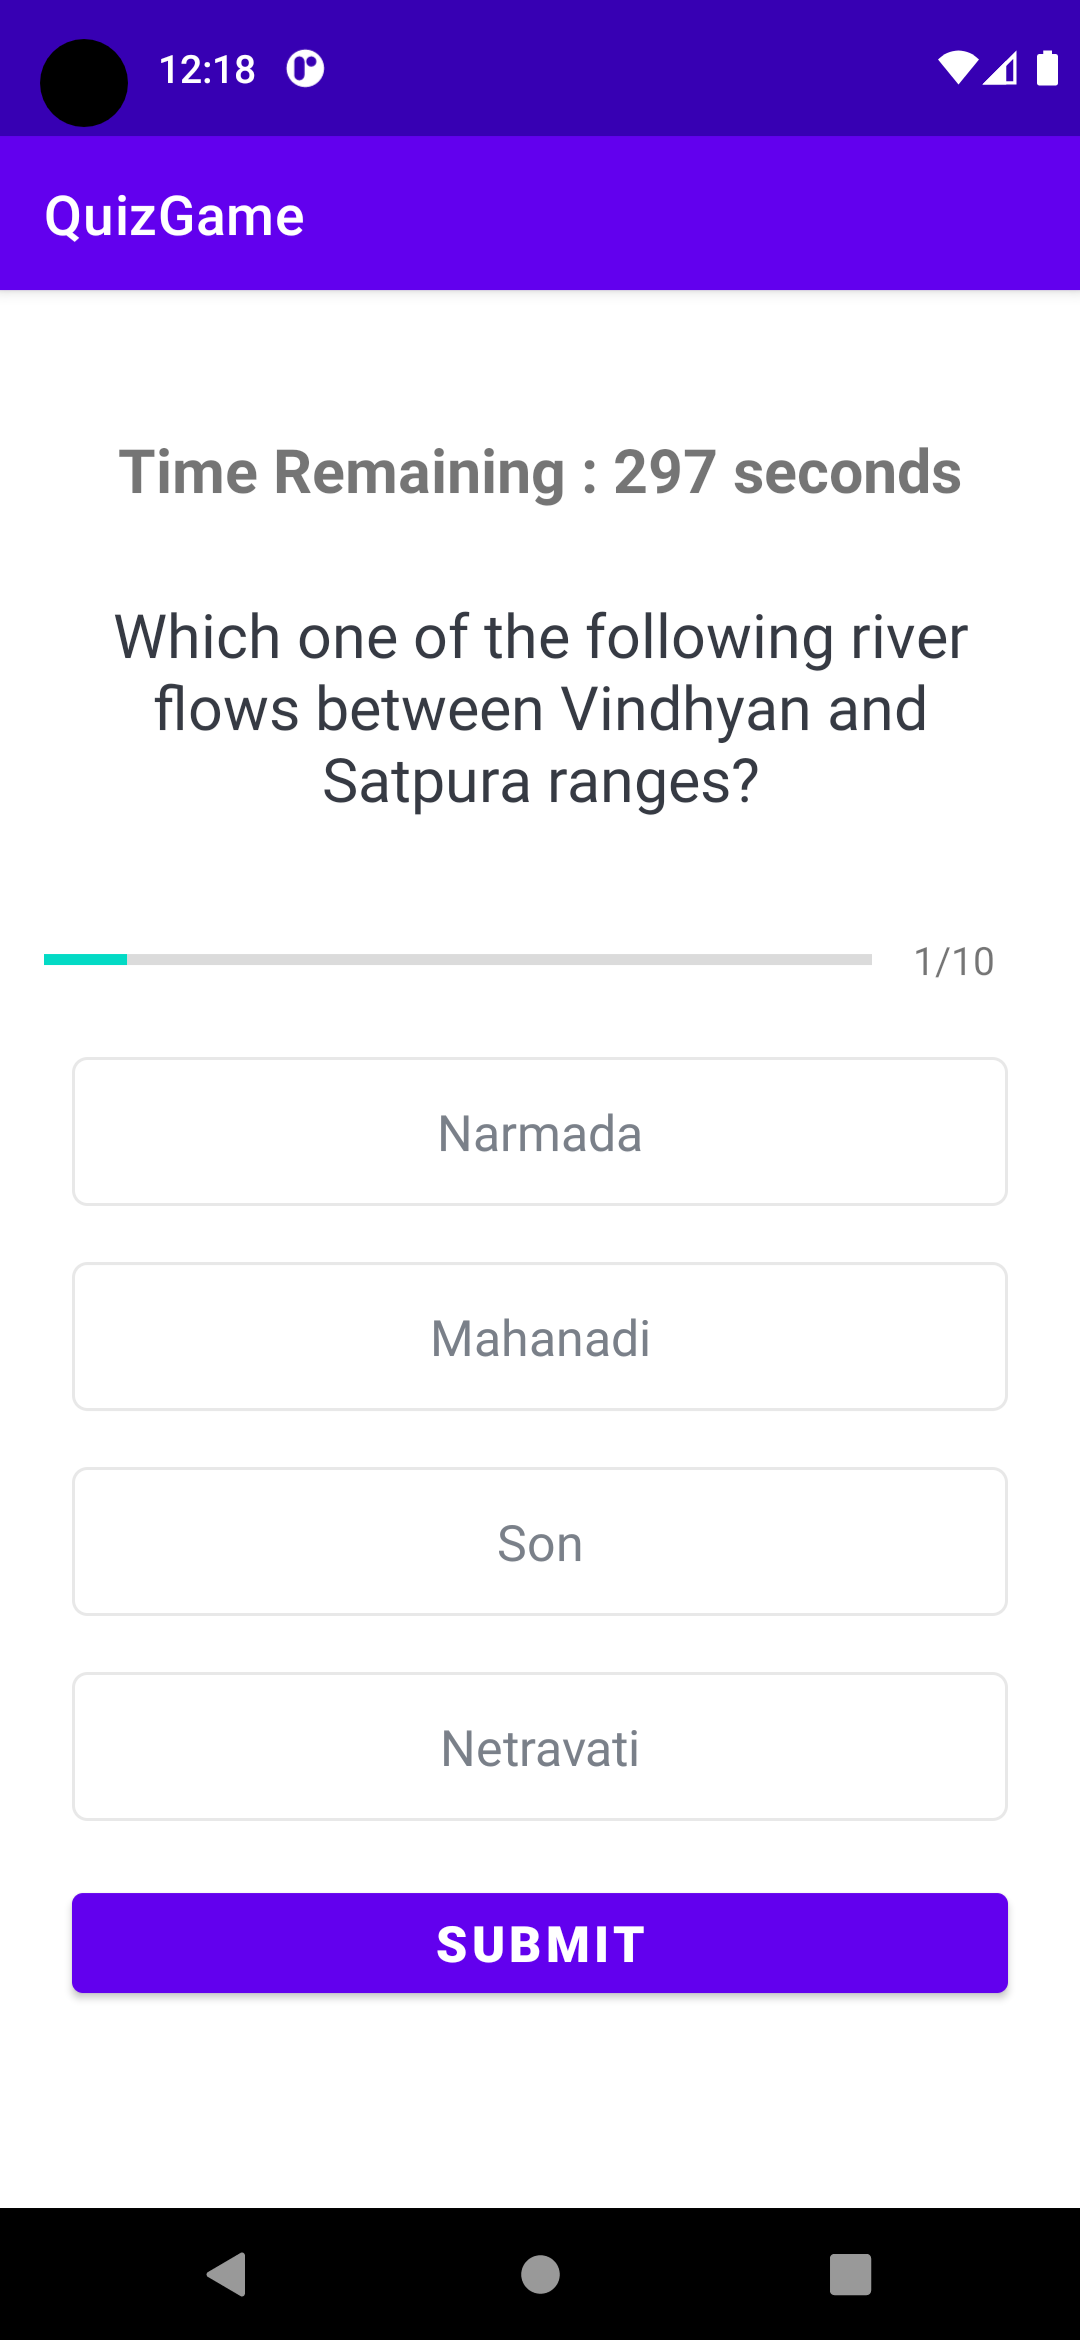 12:18
QuizGame
Time Remaining : 297 seconds
Which one of the following river
flows between Vindhyan and
Satpura ranges?
1/10
Narmada
Mahanadi
Son
Netravati
SUBMIT